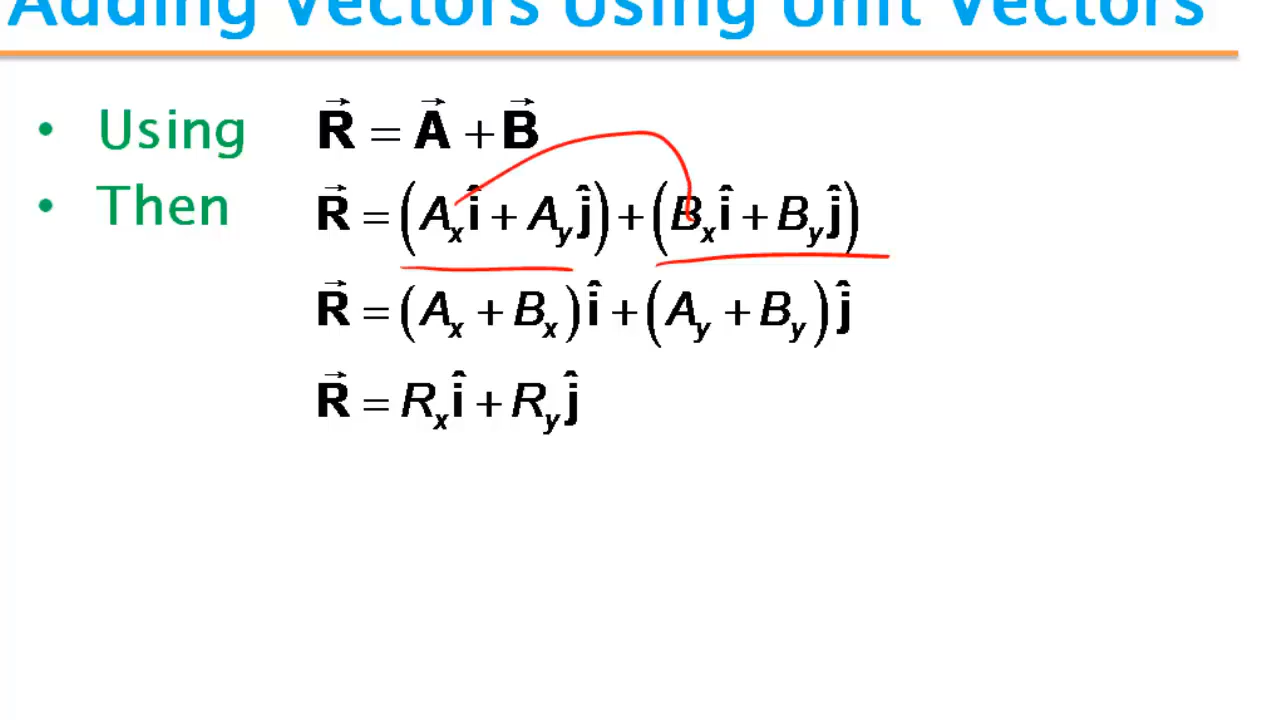 Adding Vectors Using Unit Vectors
• Using R⃗ = A⃗ + B⃗
• Then R⃗ = (Aₓî + A_yĵ) + (Bₓî + B_yĵ)
R⃗ = (Aₓ + Bₓ)î + (A_y + B_y)ĵ
R⃗ = Rₓî + R_yĵ